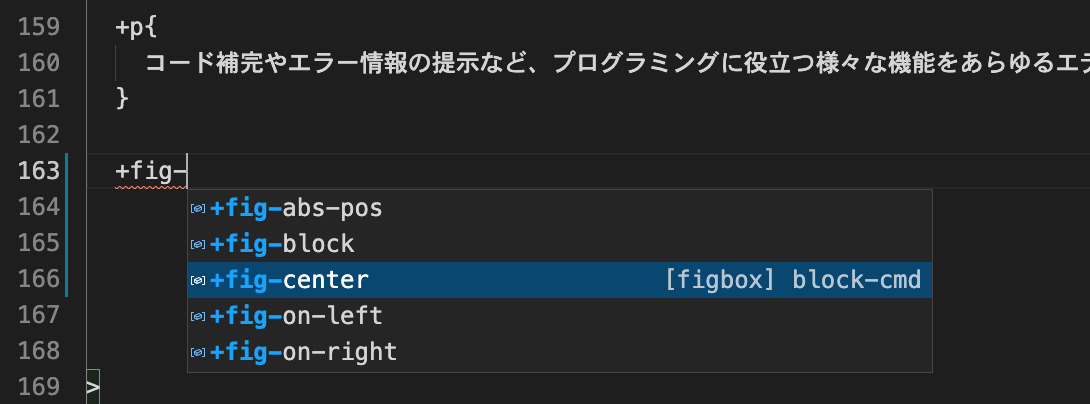 159 +p{
160 コード補完やエラー情報の提示など、プログラミングに役立つ様々な機能をあらゆるエデ
161 }
162
163 +fig-
164 +fig-abs-pos
165 +fig-block
166 +fig-center [figbox] block-cmd
167 +fig-on-left
168 +fig-on-right
169 >